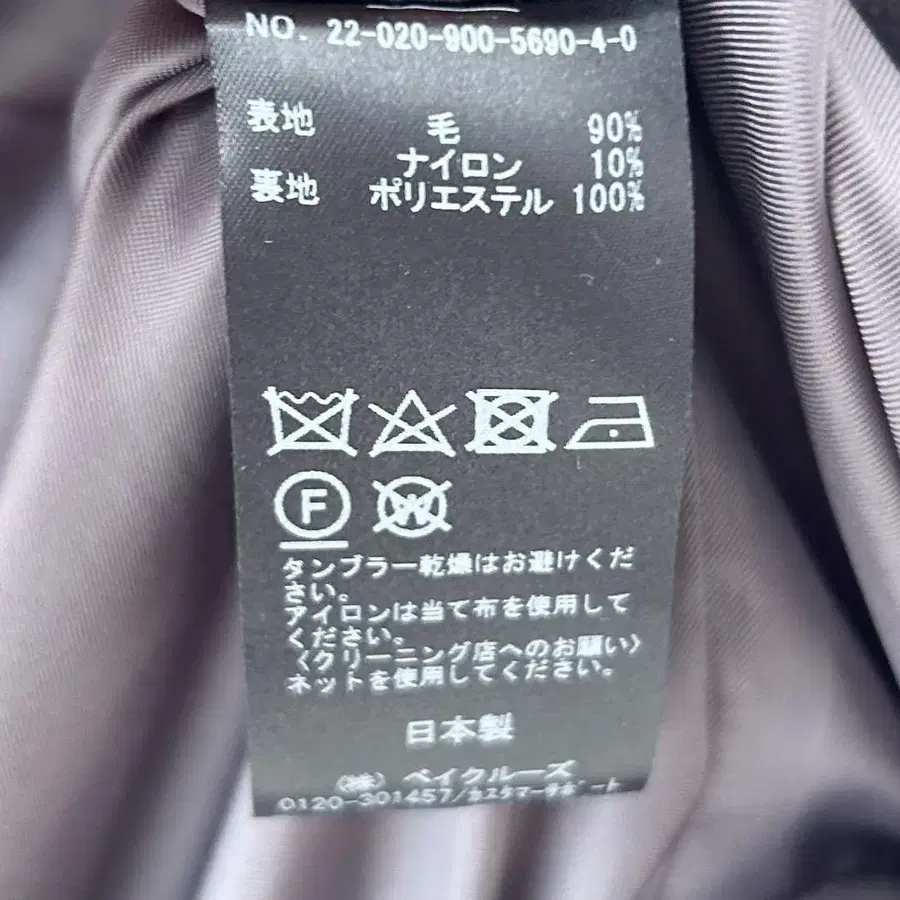 NO. 22-020-900-5690-4-0
表地 毛 90%
ナイロン 10%
裏地 ポリエステル 100%
F W
タンブラー乾燥はお避けくだ
さい。
アイロンは当て布を使用して
ください。
〈クリーニング店へのお願い〉
ネットを使用してください。
日本製
(株) ベイクルーズ
0120-301457/カスタマーサポート